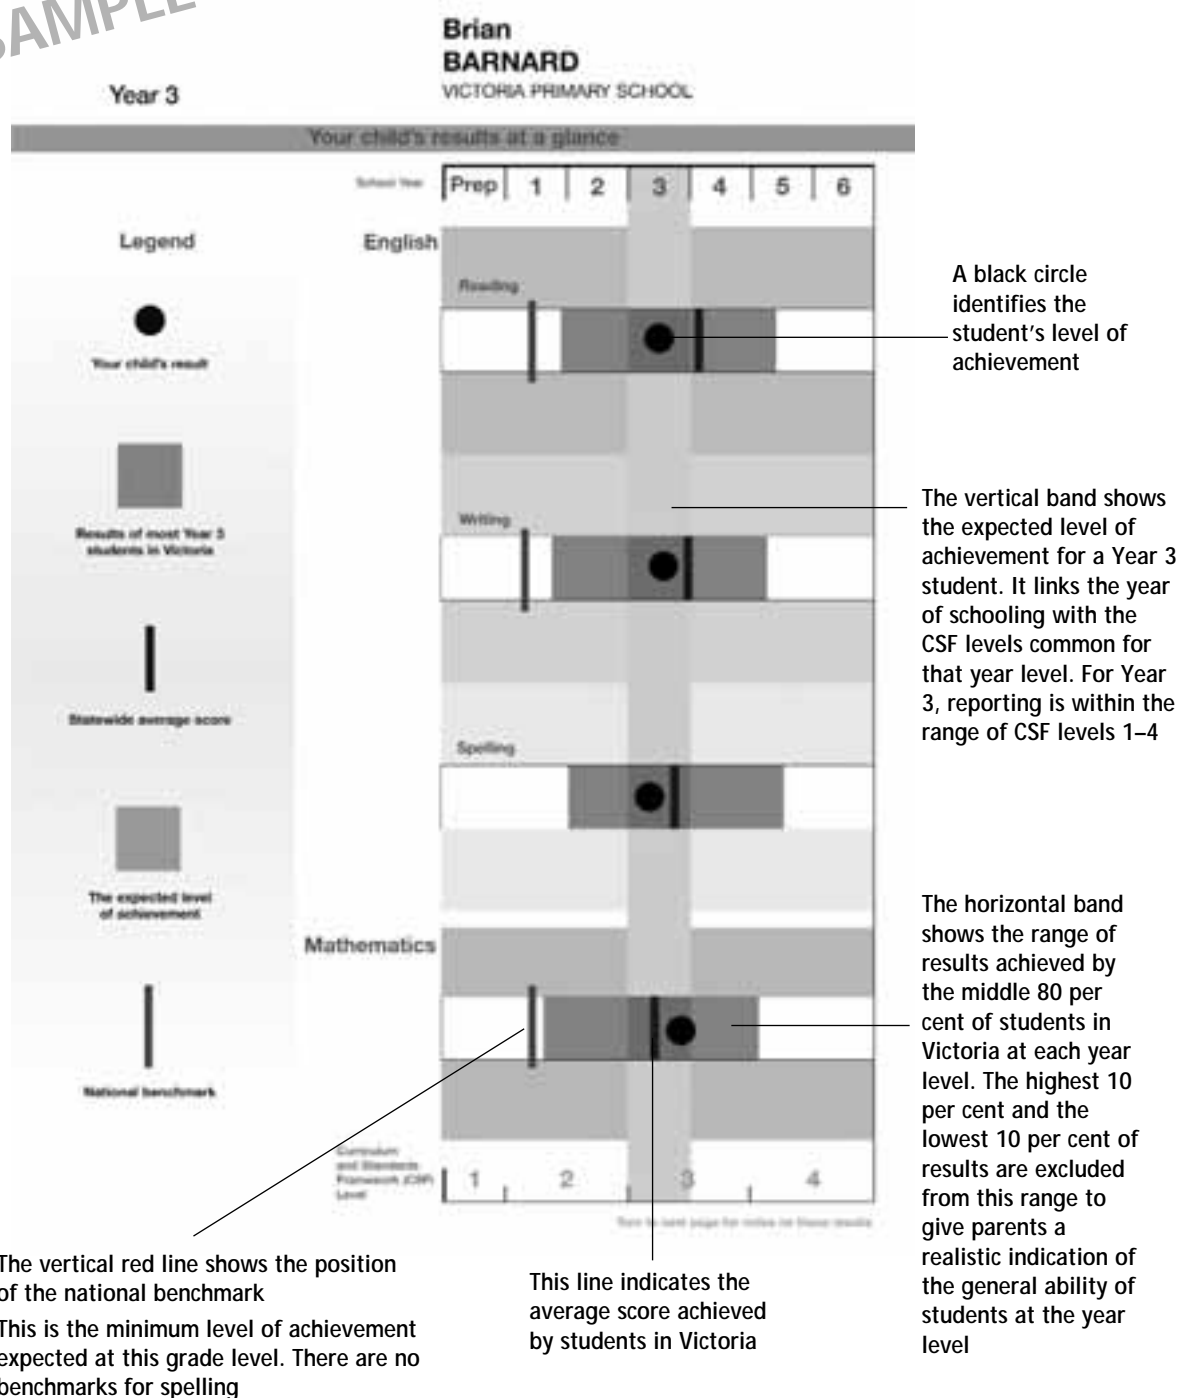 SAMPLE
Brian
BARNARD
VICTORIA PRIMARY SCHOOL
Year 3
Your child's results at a glance
School Year
Prep 1 2 3 4 5 6
Legend
English
Reading
Your child's result
A black circle
identifies the
student's level of
achievement
Results of most Year 3
students in Victoria
Writing
The vertical band shows
the expected level of
achievement for a Year 3
student. It links the year
of schooling with the
CSF levels common for
that year level. For Year
3, reporting is within the
range of CSF levels 1–4
Statewide average score
Spelling
The expected level
of achievement
Mathematics
The horizontal band
shows the range of
results achieved by
the middle 80 per
cent of students in
Victoria at each year
level. The highest 10
per cent and the
lowest 10 per cent of
results are excluded
from this range to
give parents a
realistic indication of
the general ability of
students at the year
level
National benchmark
Curriculum
and Standards
Framework (CSF)
Level
1 2 3 4
Turn to next page for notes on these results
The vertical red line shows the position
of the national benchmark
This is the minimum level of achievement
expected at this grade level. There are no
benchmarks for spelling
This line indicates the
average score achieved
by students in Victoria